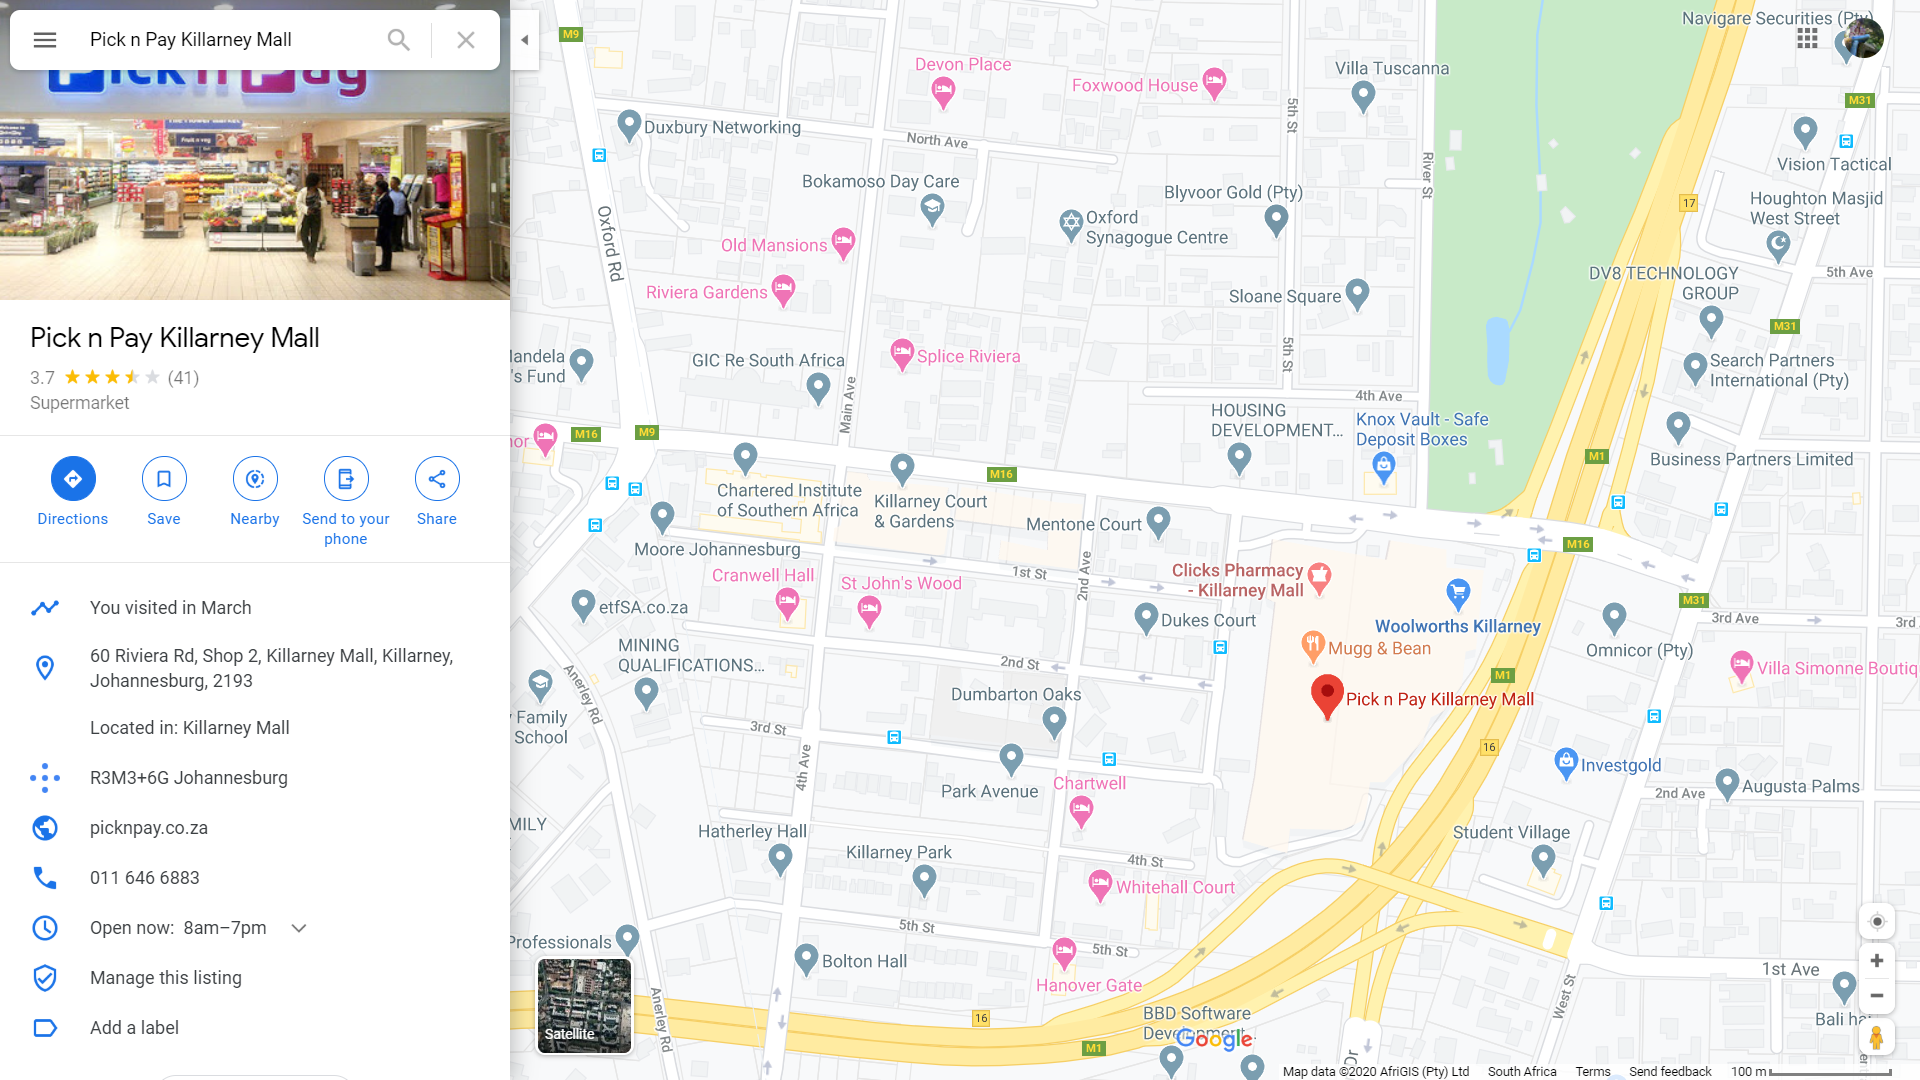 Pick n Pay Killarney Mall
Pick n Pay
Fruit n veg
Pick n Pay Killarney Mall
3.7 (41)
Supermarket
Directions
Save
Nearby
Send to your
phone
Share
You visited in March
60 Riviera Rd, Shop 2, Killarney Mall, Killarney,
Johannesburg, 2193
Located in: Killarney Mall
R3M3+6G Johannesburg
picknpay.co.za
011 646 6883
Open now: 8am–7pm
Manage this listing
Add a label
Satellite
M9
Navigare Securities (Pty)
Devon Place
Foxwood House
Villa Tuscanna
M31
5th St
Duxbury Networking
North Ave
River St
Vision Tactical
Bokamoso Day Care
Blyvoor Gold (Pty)
17
Houghton Masjid
West Street
Oxford Rd
Oxford
Synagogue Centre
Old Mansions
DV8 TECHNOLOGY
GROUP
5th Ave
Riviera Gardens
Sloane Square
M31
5th St
andela
's Fund
GIC Re South Africa
Splice Riviera
Search Partners
International (Pty)
Main Ave
4th Ave
HOUSING
DEVELOPMENT...
Knox Vault - Safe
Deposit Boxes
or
M16
M9
M1
Business Partners Limited
M16
Chartered Institute
of Southern Africa
Killarney Court
& Gardens
Mentone Court
Moore Johannesburg
M16
1st St
2nd Ave
Cranwell Hall
St John's Wood
Clicks Pharmacy
- Killarney Mall
M31
etfSA.co.za
Dukes Court
Woolworths Killarney
3rd Ave
3rd
MINING
QUALIFICATIONS...
Mugg & Bean
Omnicor (Pty)
2nd St
Anerley Rd
Dumbarton Oaks
M1
Villa Simonne Boutiq
Pick n Pay Killarney Mall
Family
School
3rd St
16
4th Ave
Investgold
Park Avenue
Chartwell
2nd Ave
Augusta Palms
MILY
Hatherley Hall
Student Village
Killarney Park
4th St
Whitehall Court
5th St
Professionals
5th St
Bolton Hall
Hanover Gate
1st Ave
Anerley Rd
West St
16
BBD Software
Development...
Bali ha
M1
Google
Dr
Map data ©2020 AfriGIS (Pty) Ltd
South Africa
Terms
Send feedback
100 m